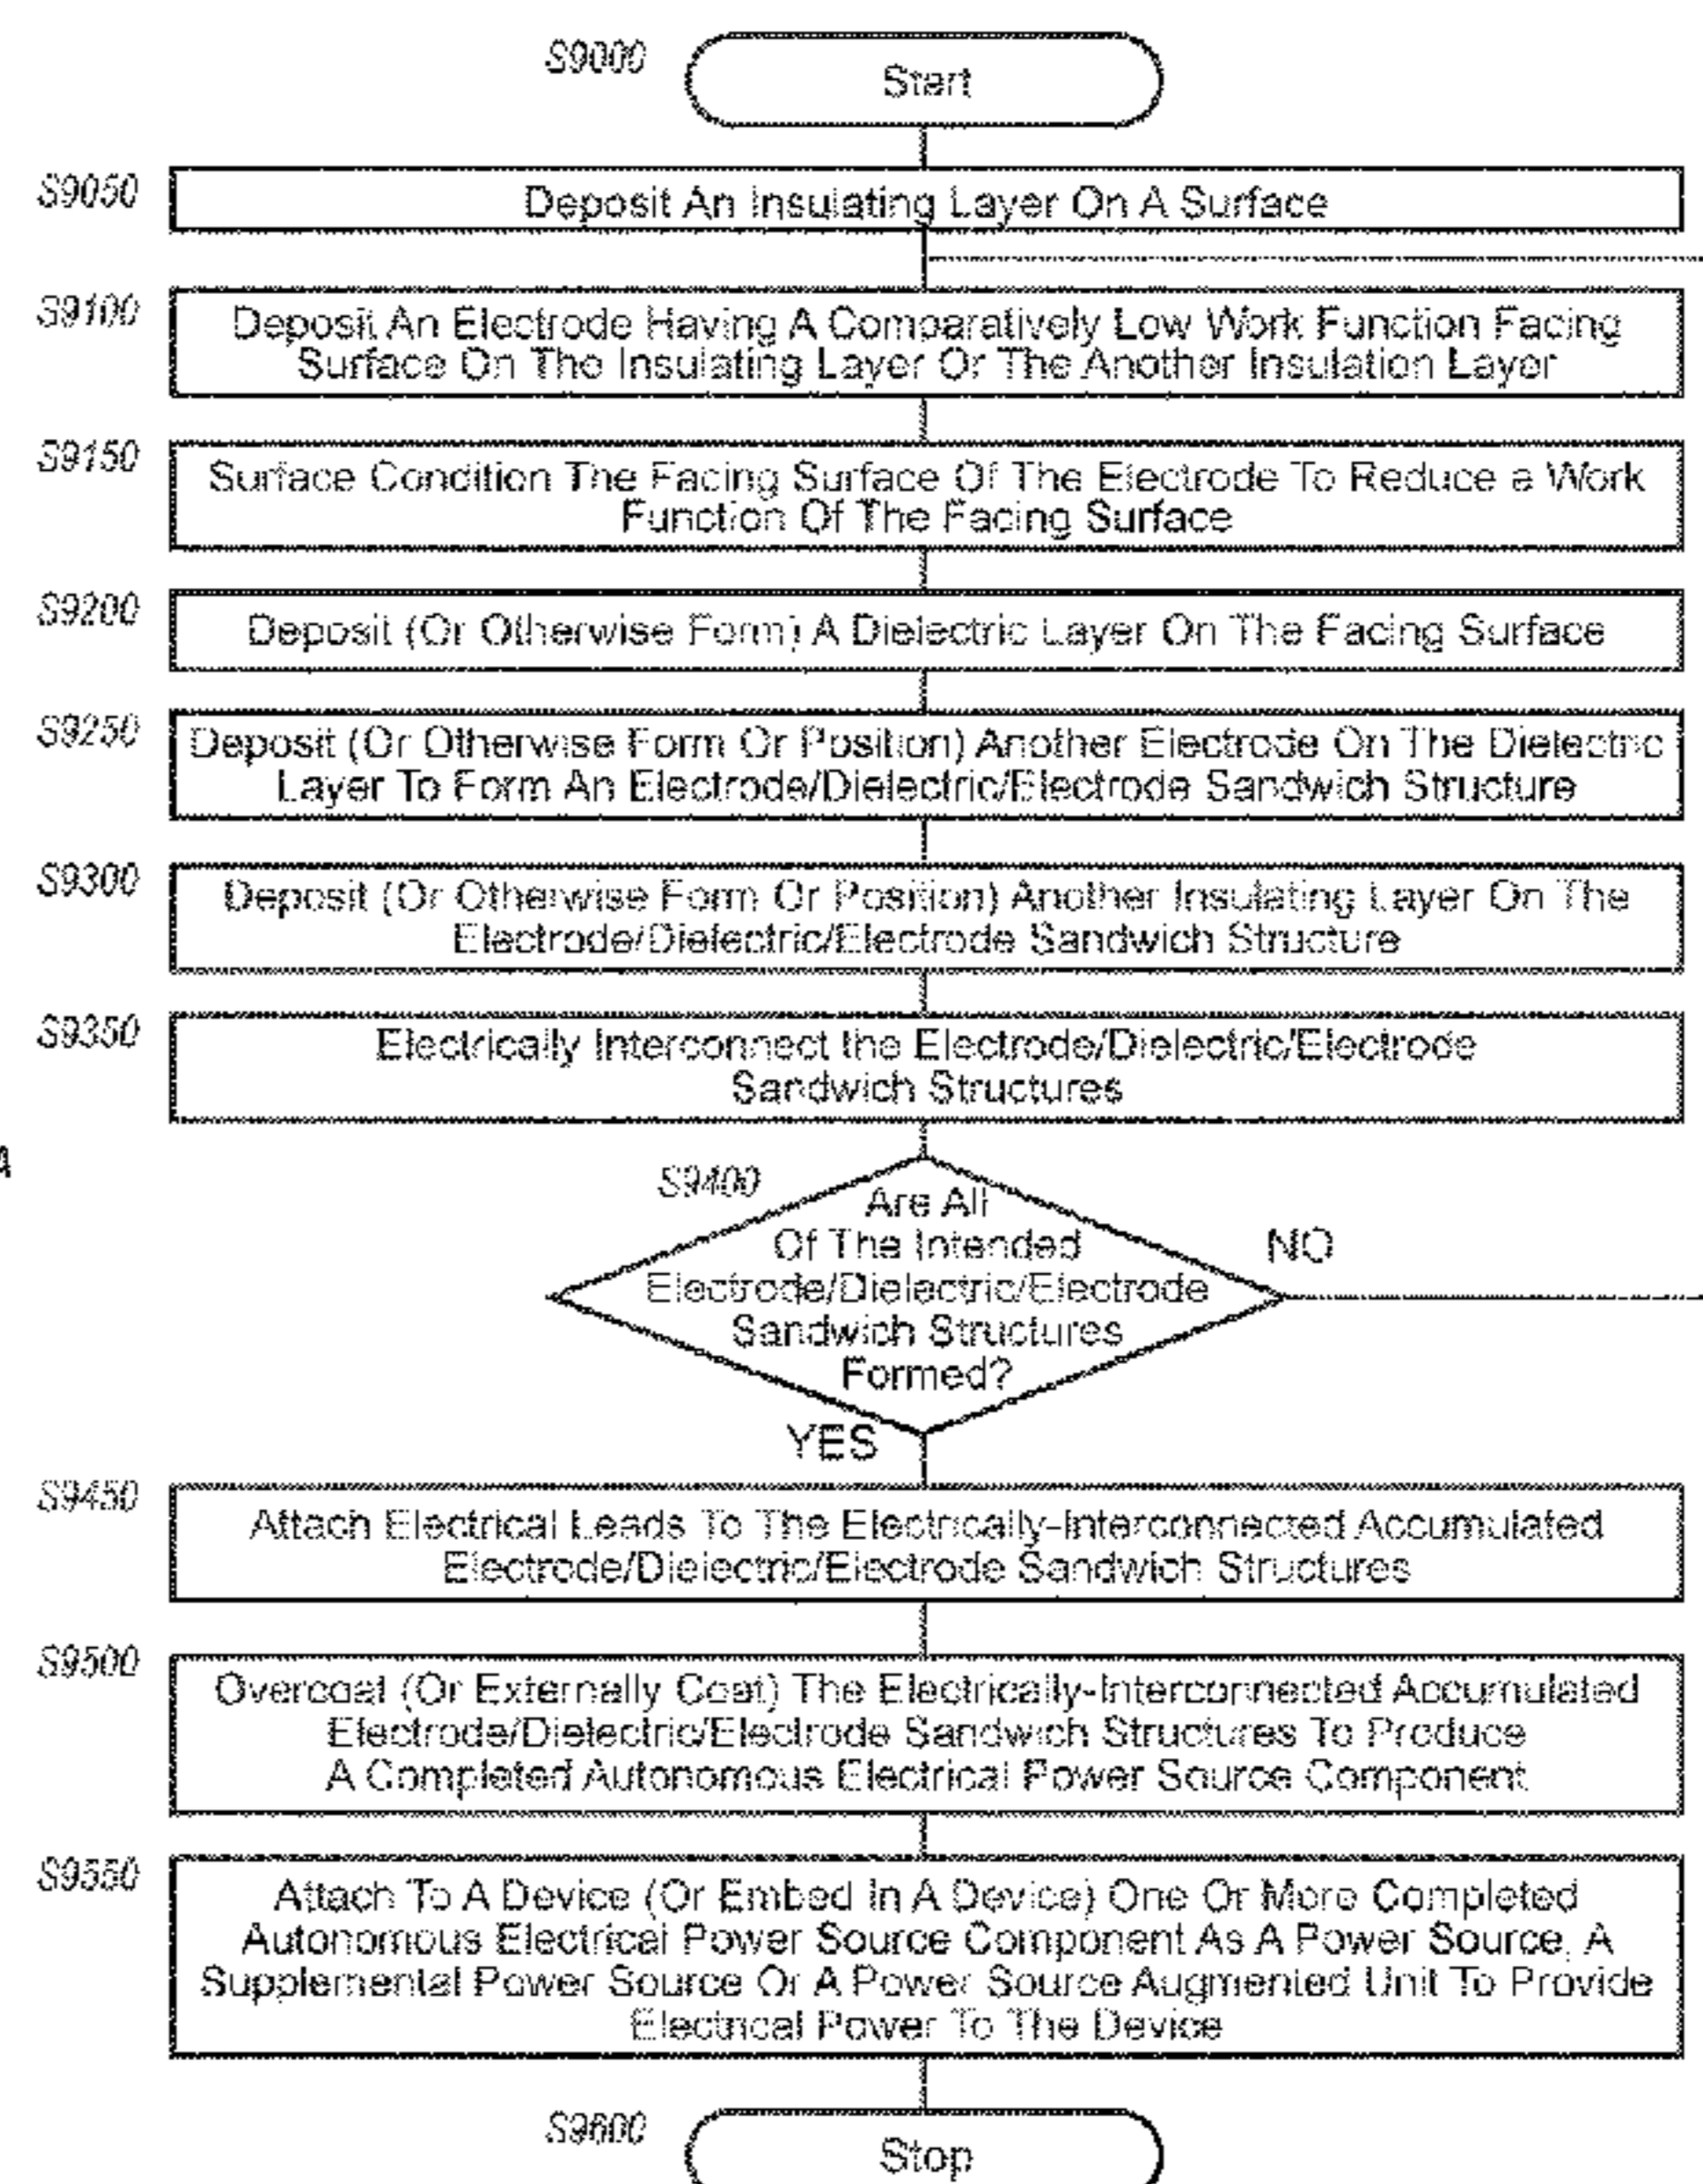 S9000
Start
S9050
Deposit An Insulating Layer On A Surface
S9100
Deposit An Electrode Having A Comparatively Low Work Function Facing
Surface On The Insulating Layer Or The Another Insulation Layer
S9150
Surface Condition The Facing Surface Of The Electrode To Reduce a Work
Function Of The Facing Surface
S9200
Deposit (Or Otherwise Form) A Dielectric Layer On The Facing Surface
S9250
Deposit (Or Otherwise Form Or Position) Another Electrode On The Dielectric
Layer To Form An Electrode/Dielectric/Electrode Sandwich Structure
S9300
Deposit (Or Otherwise Form Or Position) Another Insulating Layer On The
Electrode/Dielectric/Electrode Sandwich Structure
S9350
Electrically Interconnect the Electrode/Dielectric/Electrode
Sandwich Structures
A
S9400
Are All
Of The Intended
Electrode/Dielectric/Electrode
Sandwich Structures
Formed?
NO
YES
S9450
Attach Electrical Leads To The Electrically-Interconnected Accumulated
Electrode/Dielectric/Electrode Sandwich Structures
S9500
Overcoat (Or Externally Coat) The Electrically-Interconnected Accumulated
Electrode/Dielectric/Electrode Sandwich Structures To Produce
A Completed Autonomous Electrical Power Source Component
S9550
Attach To A Device (Or Embed In A Device) One Or More Completed
Autonomous Electrical Power Source Component As A Power Source, A
Supplemental Power Source Or A Power Source Augmented Unit To Provide
Electrical Power To The Device
S9600
Stop